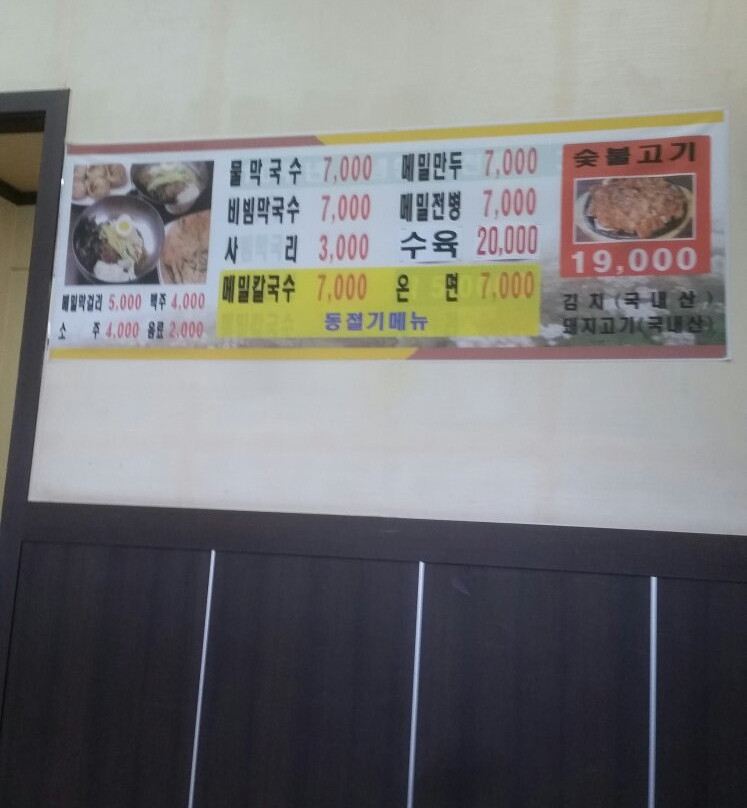 물막국수 7,000 메밀만두 7,000
비빔막국수 7,000 메밀전병 7,000
사 리 3,000 수육 20,000
메밀칼국수 7,000 온 면 7,000
동절기메뉴
메밀막걸리 5,000 맥주 4,000
소 주 4,000 음료 2,000
숯불고기
19,000
김치(국내산)
돼지고기(국내산)